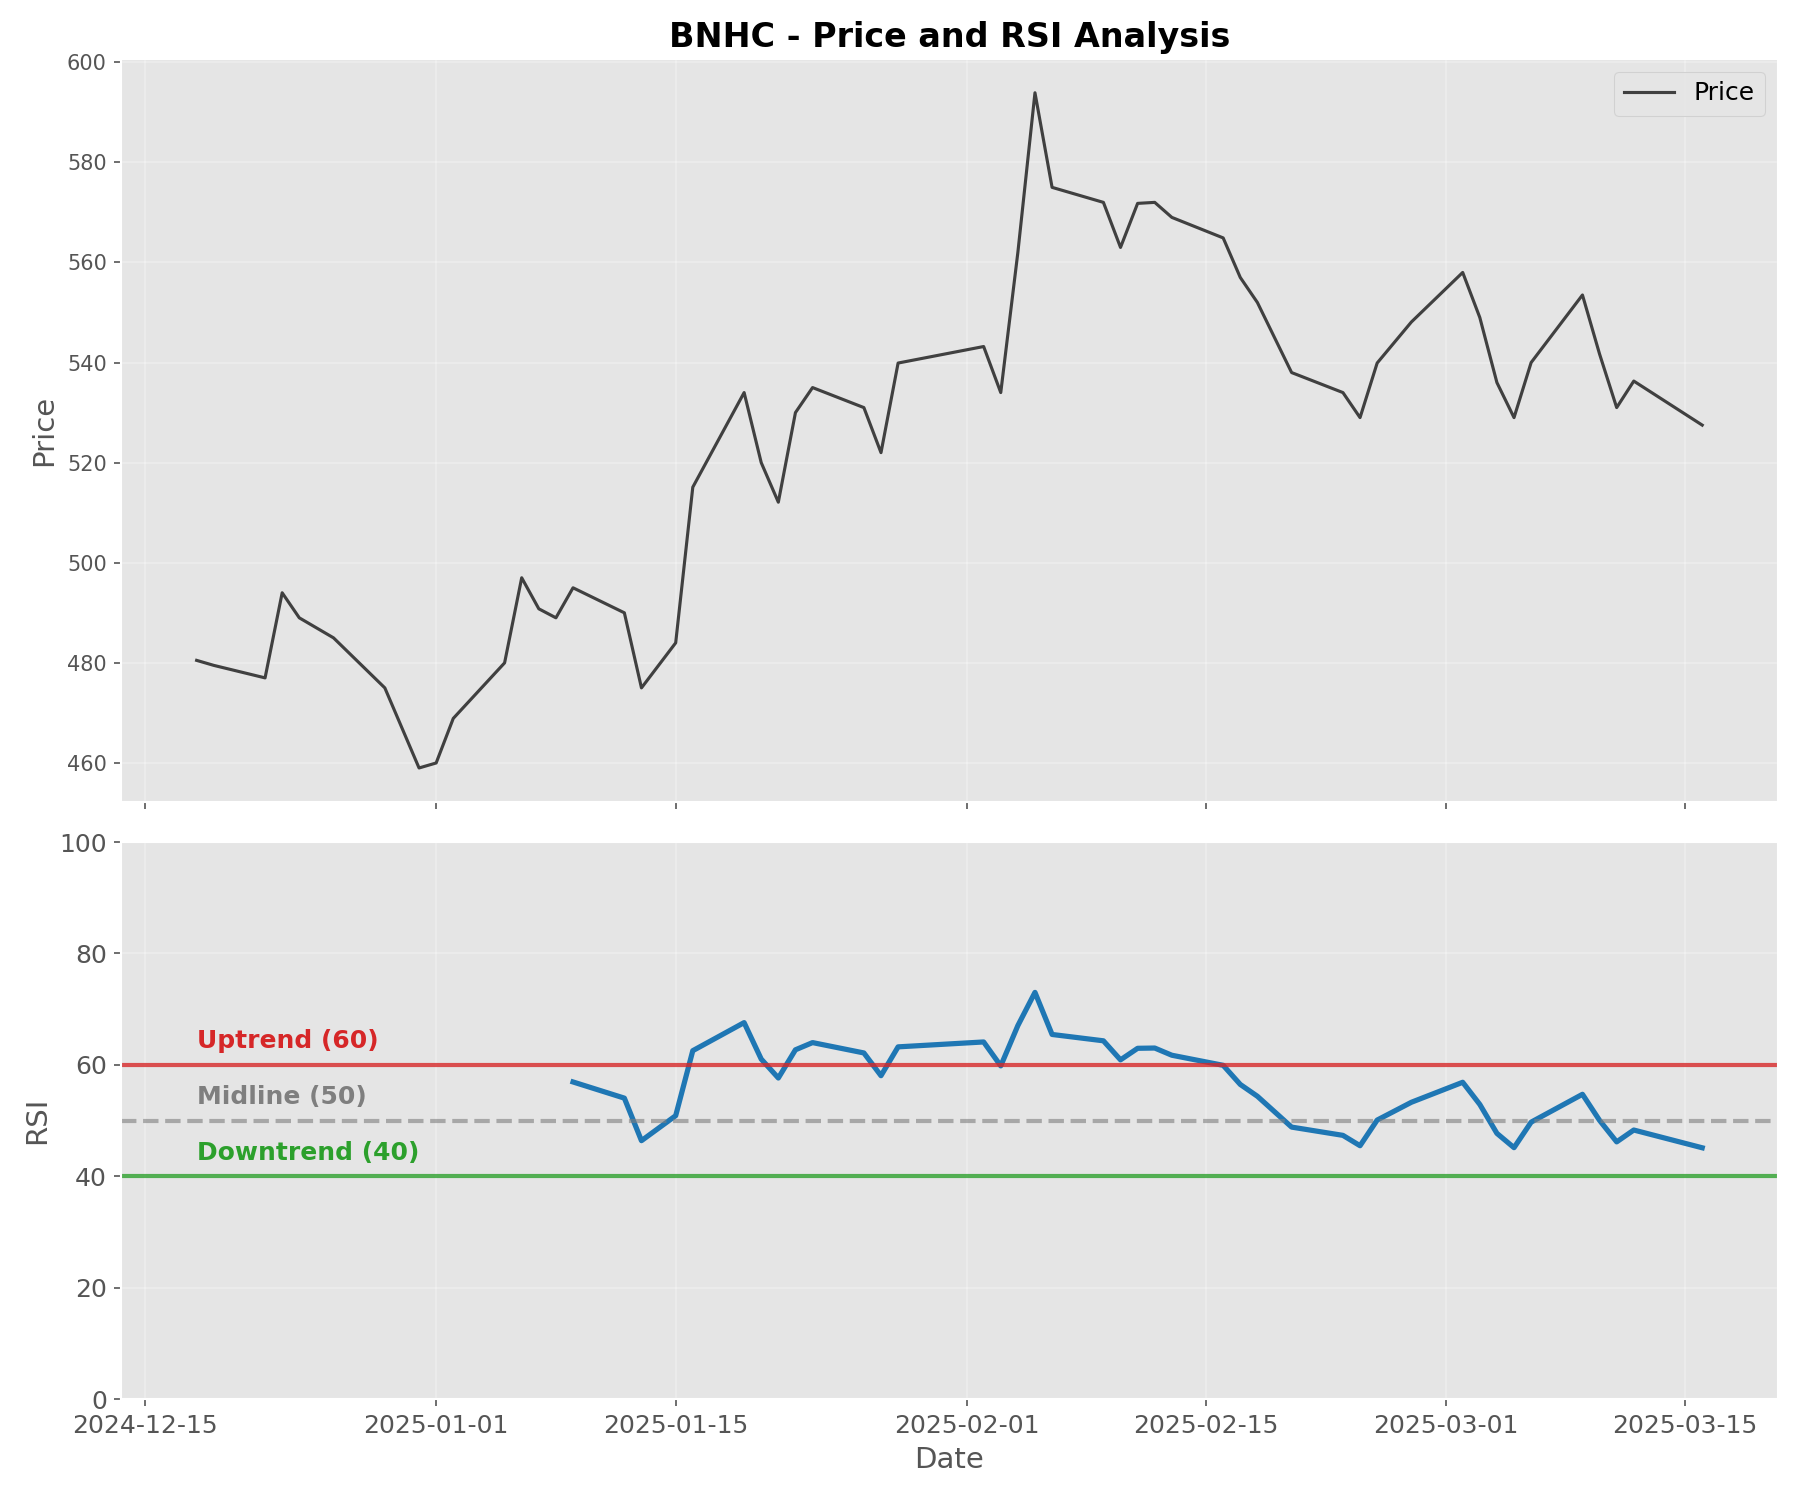 BNHC - Price and RSI Analysis
Price
600
580
560
540
520
500
480
460
Price
100
80
60
40
20
0
RSI
Uptrend (60)
Midline (50)
Downtrend (40)
2024-12-15 2025-01-01 2025-01-15 2025-02-01 2025-02-15 2025-03-01 2025-03-15
Date